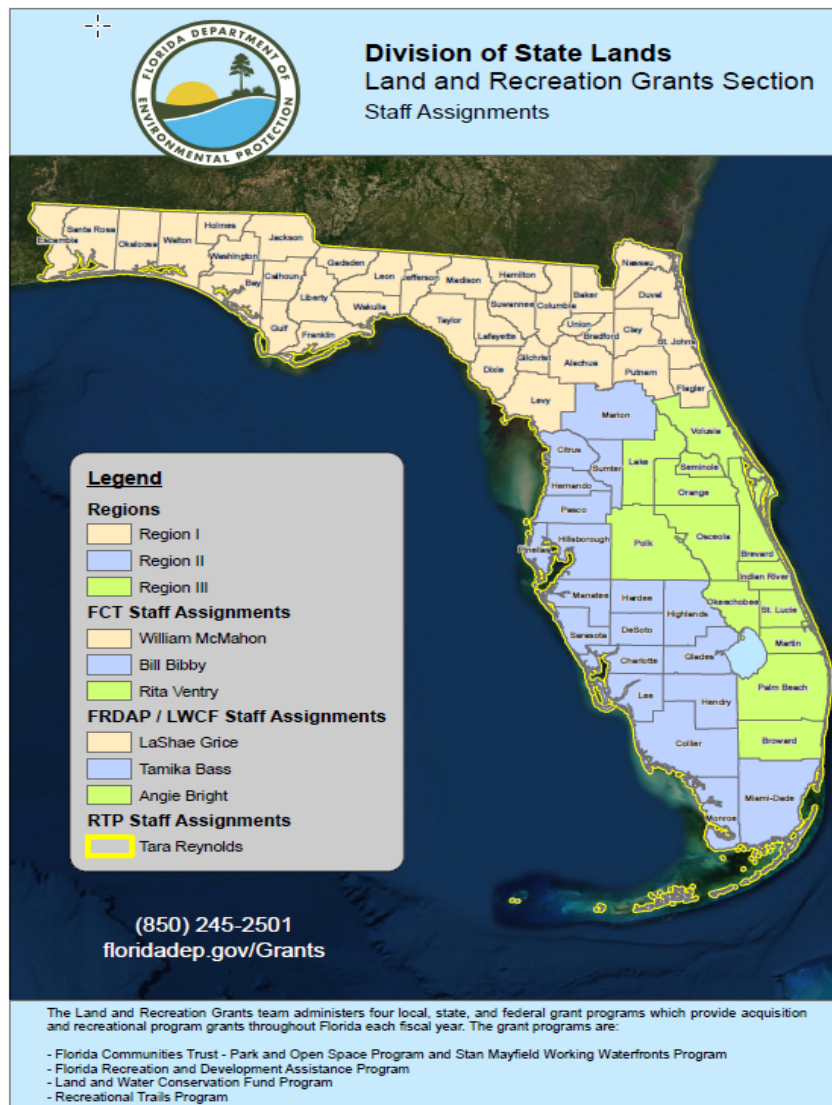 FLORIDA DEPARTMENT OF
ENVIRONMENTAL PROTECTION
Division of State Lands
Land and Recreation Grants Section
Staff Assignments
Escambia
Santa Rosa
Okaloosa
Walton
Holmes
Washington
Jackson
Bay
Calhoun
Gulf
Liberty
Gadsden
Franklin
Leon
Wakulla
Jefferson
Madison
Taylor
Hamilton
Suwannee
Lafayette
Dixie
Columbia
Gilchrist
Levy
Baker
Union
Bradford
Alachua
Nassau
Duval
Clay
St. Johns
Putnam
Flagler
Marion
Volusia
Citrus
Sumter
Lake
Seminole
Hernando
Orange
Pasco
Hillsborough
Pinellas
Polk
Osceola
Brevard
Indian River
Manatee
Hardee
Highlands
Okeechobee
St. Lucie
Sarasota
DeSoto
Martin
Charlotte
Glades
Lee
Hendry
Palm Beach
Collier
Broward
Monroe
Miami-Dade
Legend
Regions
Region I
Region II
Region III
FCT Staff Assignments
William McMahon
Bill Bibby
Rita Ventry
FRDAP / LWCF Staff Assignments
LaShae Grice
Tamika Bass
Angie Bright
RTP Staff Assignments
Tara Reynolds
(850) 245-2501
floridadep.gov/Grants
The Land and Recreation Grants team administers four local, state, and federal grant programs which provide acquisition
and recreational program grants throughout Florida each fiscal year. The grant programs are:
- Florida Communities Trust - Park and Open Space Program and Stan Mayfield Working Waterfronts Program
- Florida Recreation and Development Assistance Program
- Land and Water Conservation Fund Program
- Recreational Trails Program